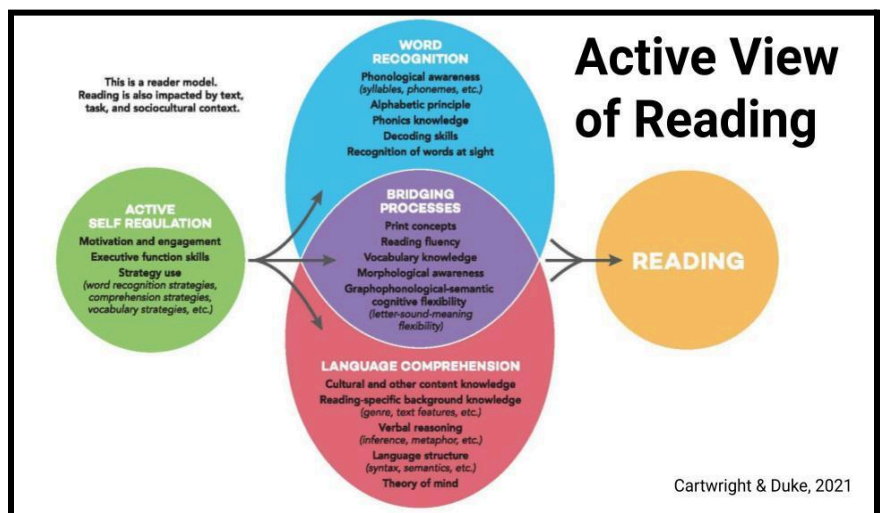 Active View
of Reading
This is a reader model.
Reading is also impacted by text,
task, and sociocultural context.
ACTIVE
SELF REGULATION
Motivation and engagement
Executive function skills
Strategy use
(word recognition strategies,
comprehension strategies,
vocabulary strategies, etc.)
WORD
RECOGNITION
Phonological awareness
(syllables, phonemes, etc.)
Alphabetic principle
Phonics knowledge
Decoding skills
Recognition of words at sight
BRIDGING
PROCESSES
Print concepts
Reading fluency
Vocabulary knowledge
Morphological awareness
Graphophonological-semantic
cognitive flexibility
(letter-sound-meaning
flexibility)
LANGUAGE COMPREHENSION
Cultural and other content knowledge
Reading-specific background knowledge
(genre, text features, etc.)
Verbal reasoning
(inference, metaphor, etc.)
Language structure
(syntax, semantics, etc.)
Theory of mind
READING
Cartwright & Duke, 2021